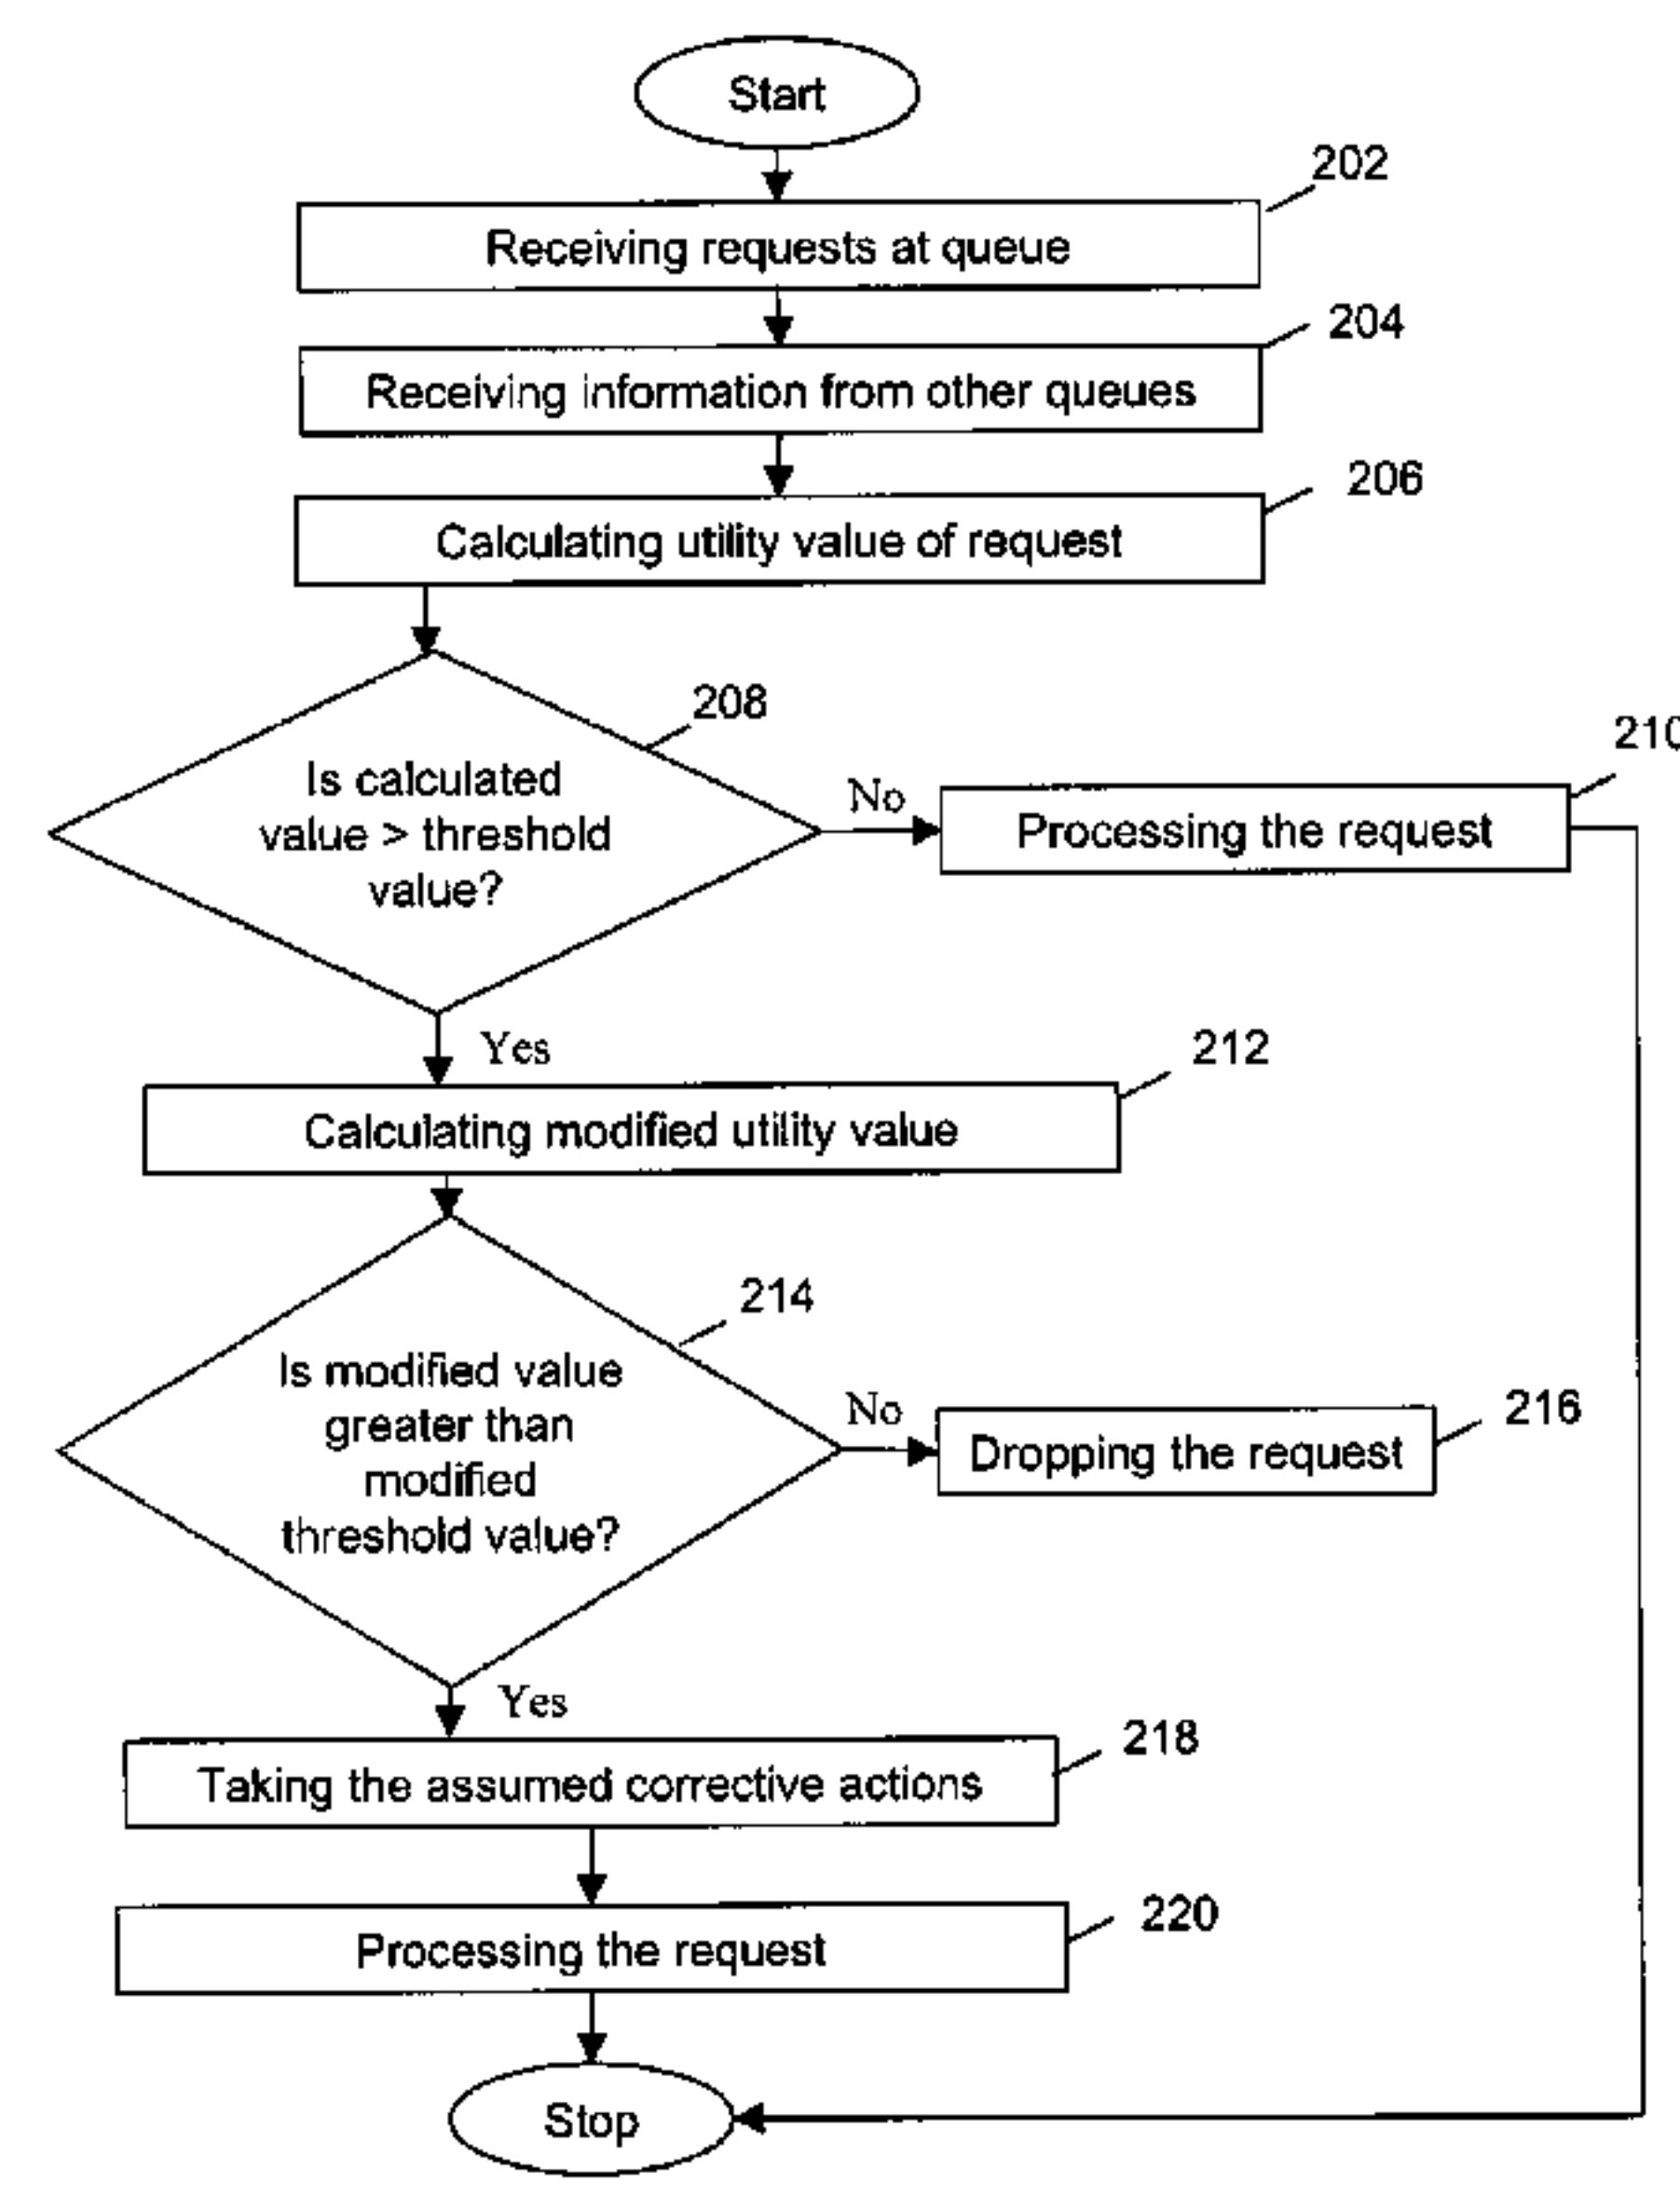 Start
202
Receiving requests at queue
204
Receiving information from other queues
206
Calculating utility value of request
208
Is calculated
value > threshold
value?
No
210
Processing the request
Yes
212
Calculating modified utility value
214
Is modified value
greater than
modified
threshold value?
No
216
Dropping the request
Yes
218
Taking the assumed corrective actions
220
Processing the request
Stop